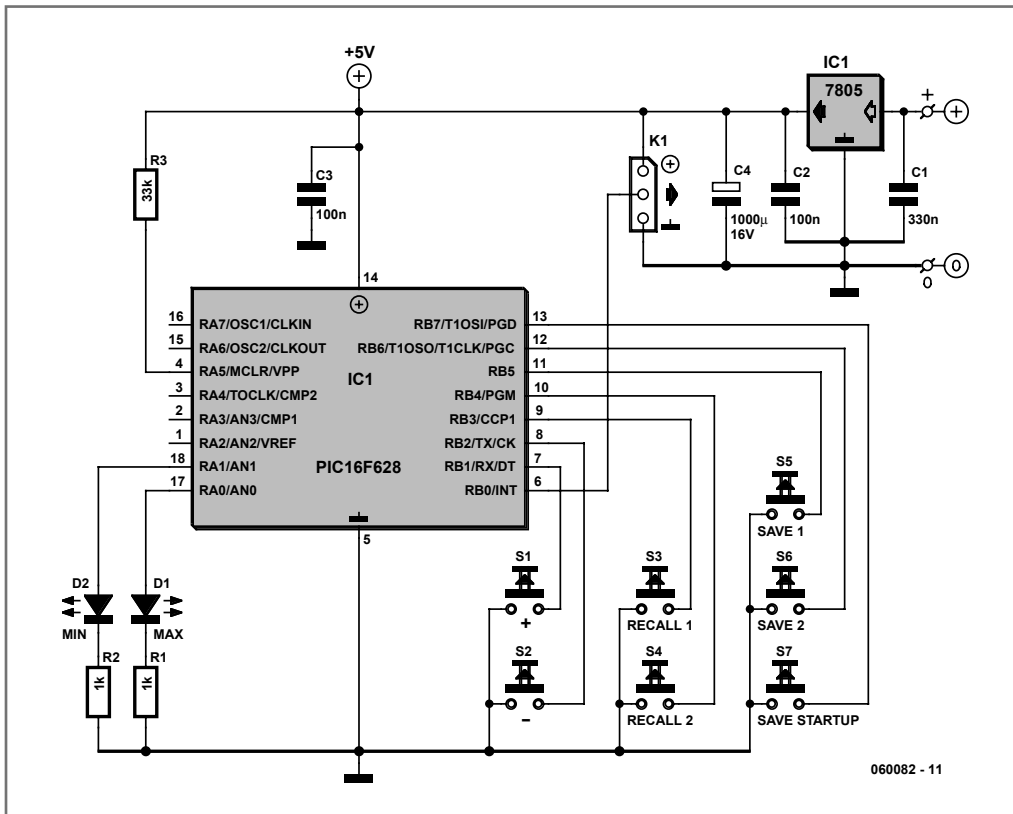 +5V
IC1
7805
+
+
R3
33k
C3
100n
K1
+
C4
1000µ
16V
C2
100n
C1
330n
0
0
14
+
16 RA7/OSC1/CLKIN RB7/T1OSI/PGD 13
15 RA6/OSC2/CLKOUT RB6/T1OSO/T1CLK/PGC 12
4 RA5/MCLR/VPP RB5 11
IC1
3 RA4/TOCLK/CMP2 RB4/PGM 10
2 RA3/AN3/CMP1 RB3/CCP1 9
1 RA2/AN2/VREF RB2/TX/CK 8
18 RA1/AN1 PIC16F628 RB1/RX/DT 7
17 RA0/AN0 RB0/INT 6
5
S5
SAVE 1
D2
MIN
D1
MAX
S1
+
S3
RECALL 1
S6
SAVE 2
R2
1k
R1
1k
S2
–
S4
RECALL 2
S7
SAVE STARTUP
060082 - 11